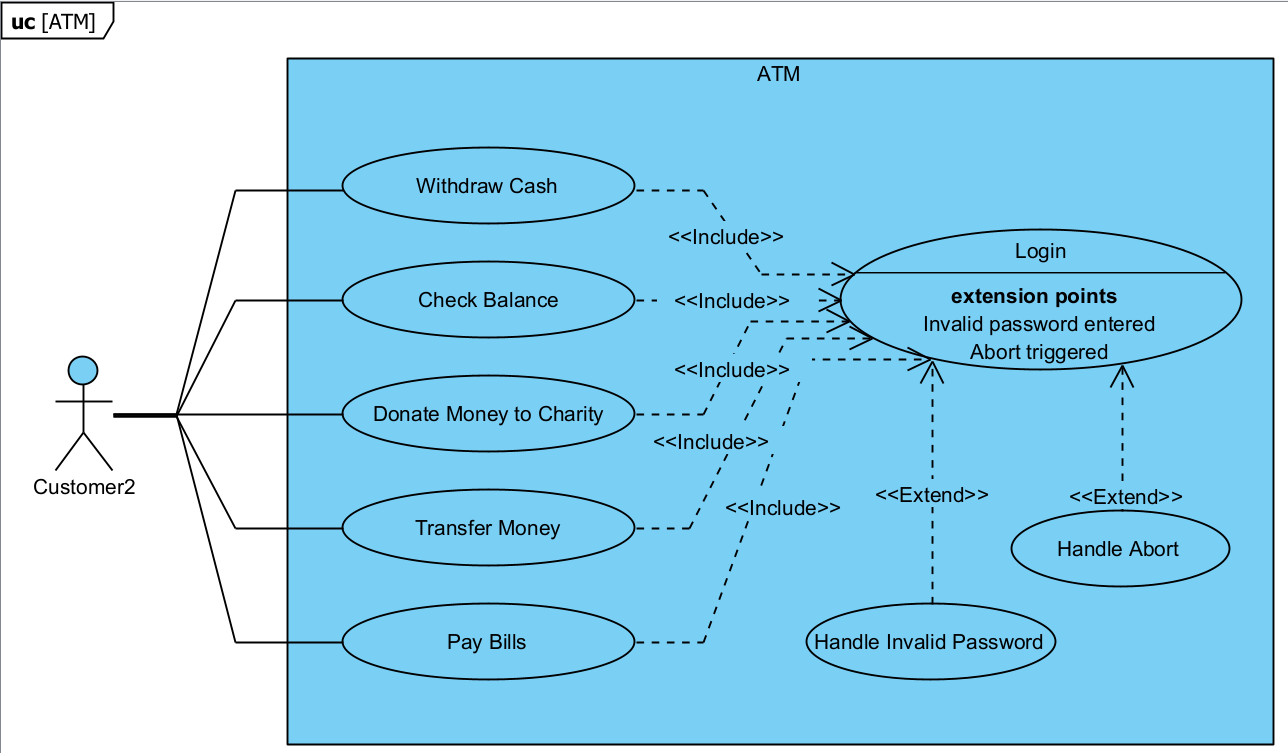 uc [ATM]
ATM
Withdraw Cash
<<Include>>
Login
Check Balance
<<Include>>
extension points
Invalid password entered
Abort triggered
<<Include>>
Donate Money to Charity
<<Include>>
Customer2
<<Extend>>
<<Extend>>
<<Include>>
Transfer Money
Handle Abort
Pay Bills
Handle Invalid Password